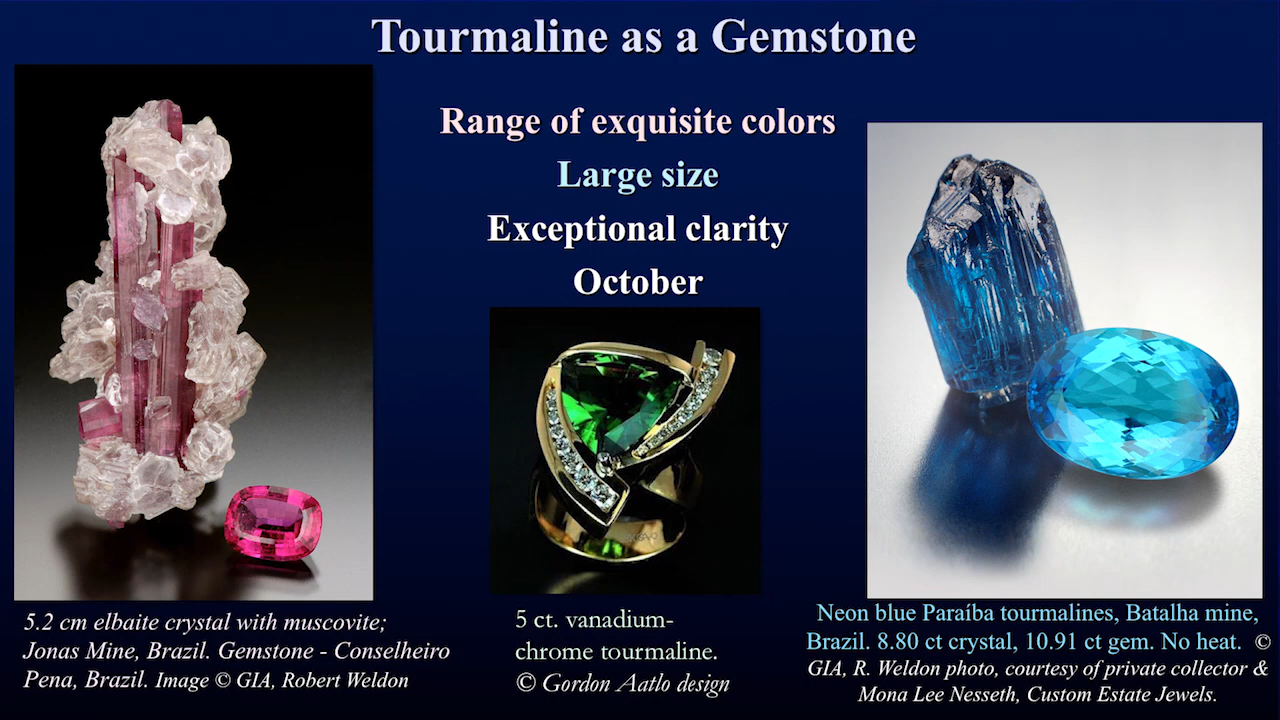 Tourmaline as a Gemstone
Range of exquisite colors
Large size
Exceptional clarity
October
5.2 cm elbaite crystal with muscovite;
Jonas Mine, Brazil. Gemstone - Conselheiro
Pena, Brazil. Image © GIA, Robert Weldon
5 ct. vanadium-
chrome tourmaline.
© Gordon Aatlo design
Neon blue Paraíba tourmalines, Batalha mine,
Brazil. 8.80 ct crystal, 10.91 ct gem. No heat. ©
GIA, R. Weldon photo, courtesy of private collector &
Mona Lee Nesseth, Custom Estate Jewels.